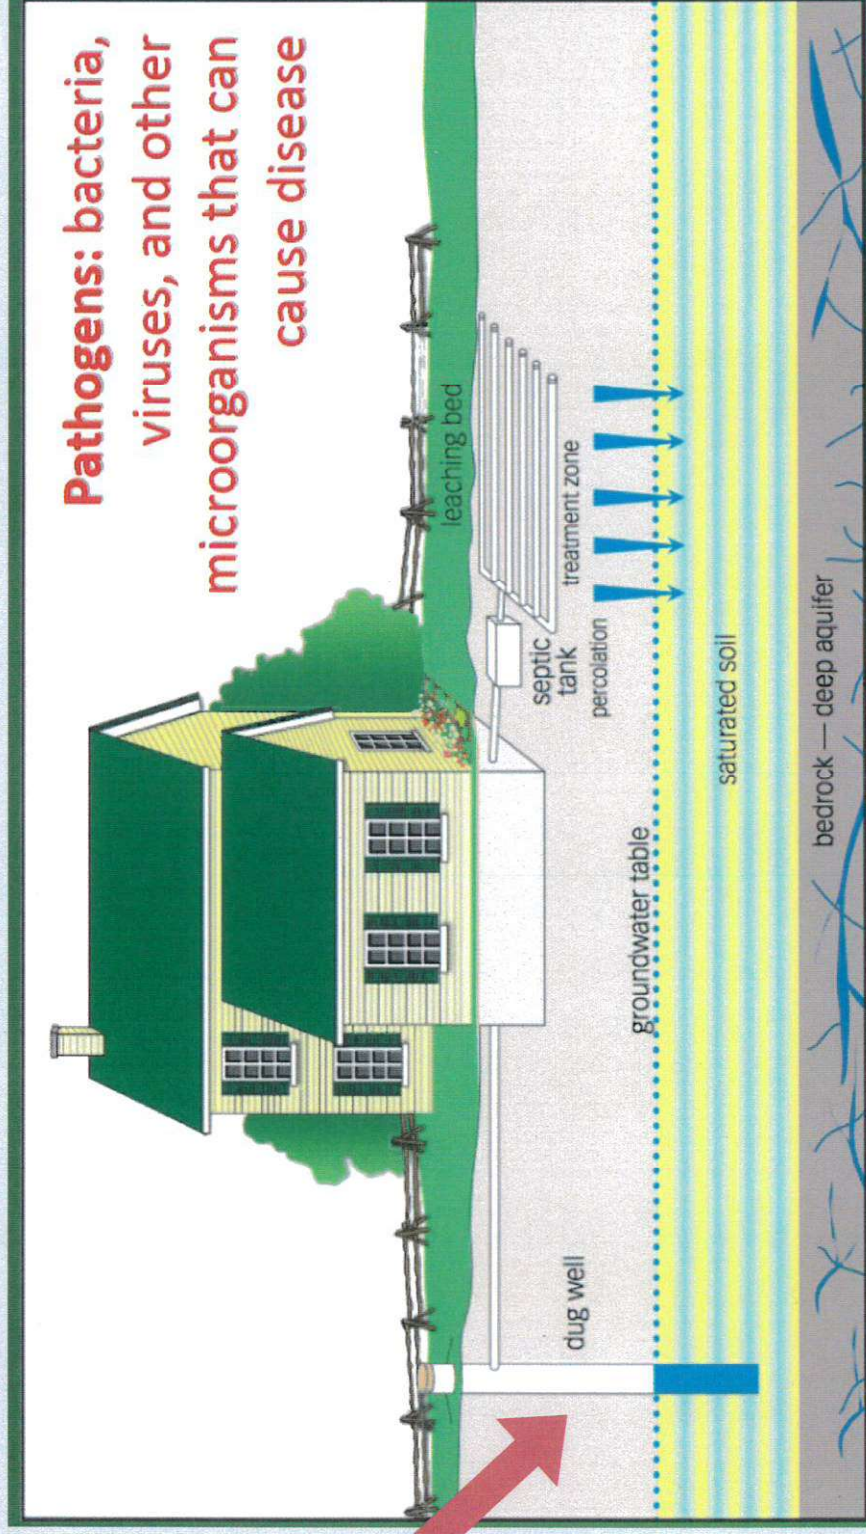 Pathogens: bacteria,
viruses, and other
microorganisms that can
cause disease
leaching bed
septic
tank
treatment zone
percolation
dug well
groundwater table
saturated soil
bedrock — deep aquifer